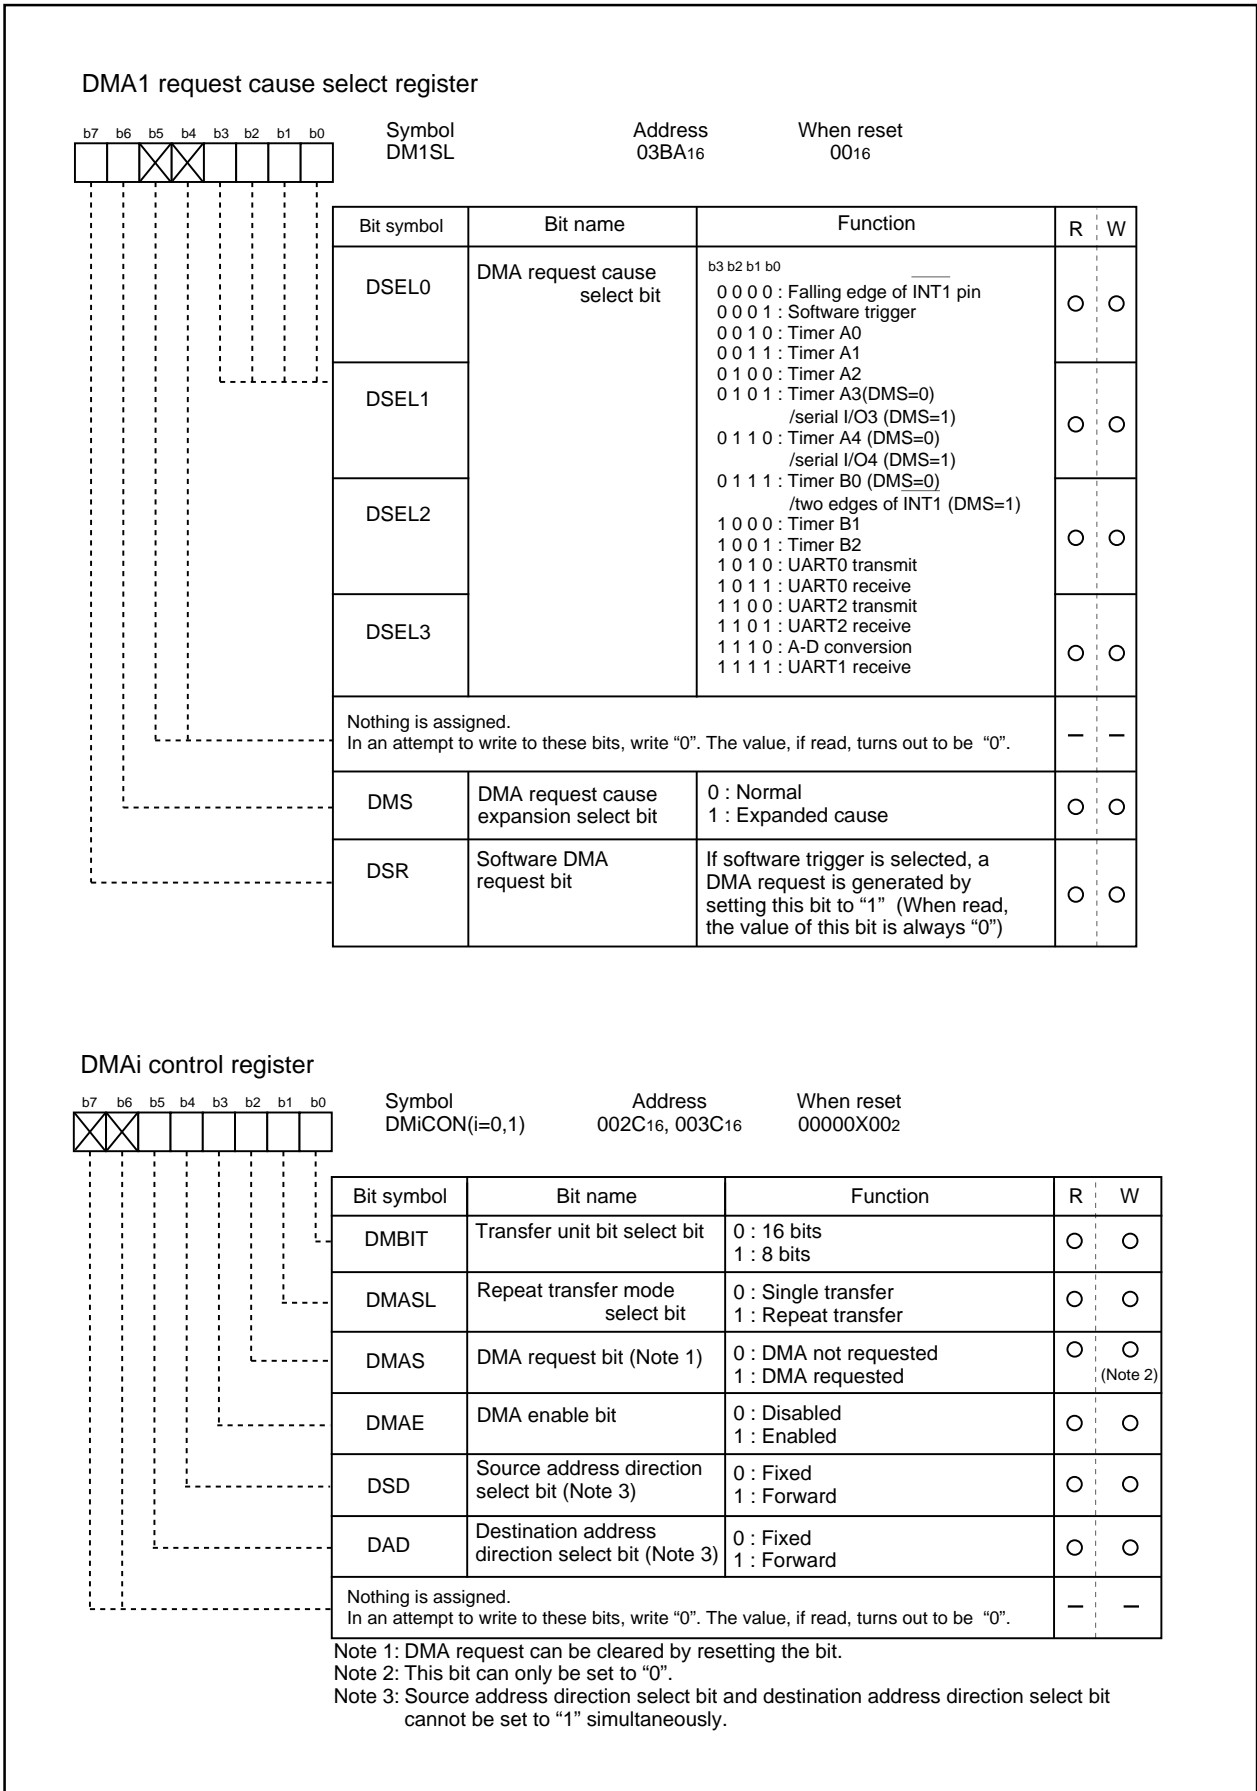 DMA1 request cause select register
b7 b6 b5 b4 b3 b2 b1 b0
Symbol Address When reset
DM1SL 03BA16 0016
Bit symbol Bit name Function R W
DSEL0
DMA request cause
select bit
b3 b2 b1 b0
0 0 0 0 : Falling edge of INT1 pin
0 0 0 1 : Software trigger
0 0 1 0 : Timer A0
0 0 1 1 : Timer A1
0 1 0 0 : Timer A2
0 1 0 1 : Timer A3(DMS=0)
/serial I/O3 (DMS=1)
0 1 1 0 : Timer A4 (DMS=0)
/serial I/O4 (DMS=1)
0 1 1 1 : Timer B0 (DMS=0)
/two edges of INT1 (DMS=1)
1 0 0 0 : Timer B1
1 0 0 1 : Timer B2
1 0 1 0 : UART0 transmit
1 0 1 1 : UART0 receive
1 1 0 0 : UART2 transmit
1 1 0 1 : UART2 receive
1 1 1 0 : A-D conversion
1 1 1 1 : UART1 receive
DSEL1
DSEL2
DSEL3
Nothing is assigned.
In an attempt to write to these bits, write “0”. The value, if read, turns out to be “0”.
DMS
DMA request cause
expansion select bit
0 : Normal
1 : Expanded cause
DSR
Software DMA
request bit
If software trigger is selected, a
DMA request is generated by
setting this bit to “1” (When read,
the value of this bit is always “0”)
DMAi control register
b7 b6 b5 b4 b3 b2 b1 b0
Symbol Address When reset
DMiCON(i=0,1) 002C16, 003C16 00000X002
Bit symbol Bit name Function R W
DMBIT
Transfer unit bit select bit
0 : 16 bits
1 : 8 bits
DMASL
Repeat transfer mode
select bit
0 : Single transfer
1 : Repeat transfer
DMAS
DMA request bit (Note 1)
0 : DMA not requested
1 : DMA requested
(Note 2)
DMAE
DMA enable bit
0 : Disabled
1 : Enabled
DSD
Source address direction
select bit (Note 3)
0 : Fixed
1 : Forward
DAD
Destination address
direction select bit (Note 3)
0 : Fixed
1 : Forward
Nothing is assigned.
In an attempt to write to these bits, write “0”. The value, if read, turns out to be “0”.
Note 1: DMA request can be cleared by resetting the bit.
Note 2: This bit can only be set to “0”.
Note 3: Source address direction select bit and destination address direction select bit
cannot be set to “1” simultaneously.